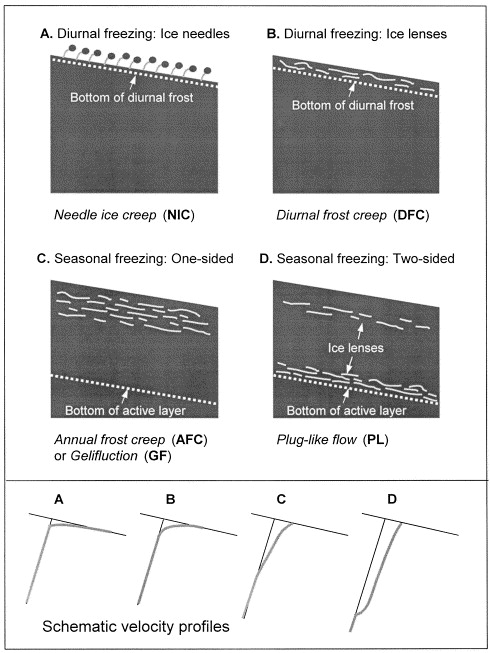 A. Diurnal freezing: Ice needles
Bottom of diurnal frost
Needle ice creep (NIC)
B. Diurnal freezing: Ice lenses
Bottom of diurnal frost
Diurnal frost creep (DFC)
C. Seasonal freezing: One-sided
Bottom of active layer
Annual frost creep (AFC)
or Gelifluction (GF)
D. Seasonal freezing: Two-sided
Ice lenses
Bottom of active layer
Plug-like flow (PL)
A
B
C
D
Schematic velocity profiles